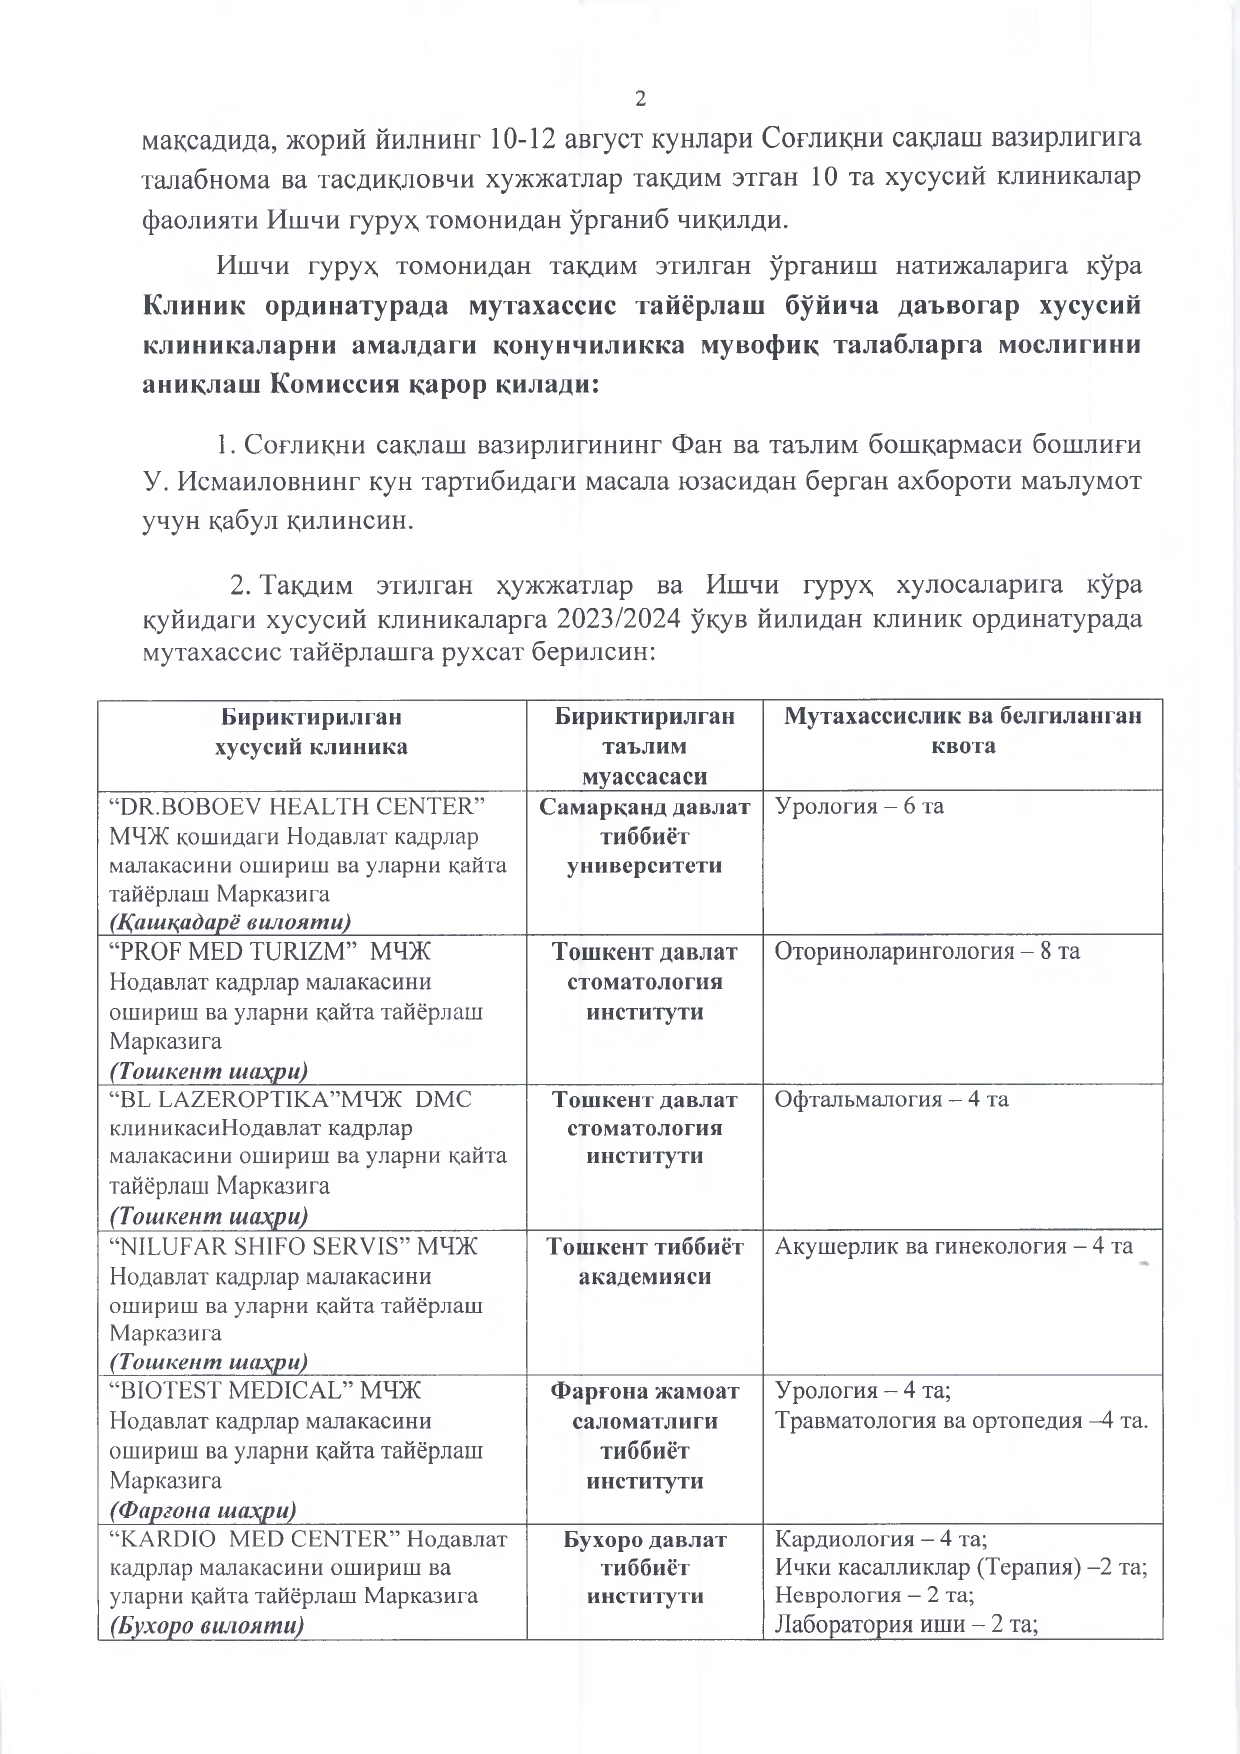 2
мақсадида, жорий йилнинг 10-12 август кунлари Соғлиқни сақлаш вазирлигига
талабнома ва тасдиқловчи хужжатлар тақдим этган 10 та хусусий клиникалар
фаолияти Ишчи гуруҳ томонидан ўрганиб чиқилди.
Ишчи гуруҳ томонидан тақдим этилган ўрганиш натижаларига кўра
Клиник ординатурада мутахассис тайёрлаш бўйича даъвогар хусусий
клиникаларни амалдаги қонунчиликка мувофиқ талабларга мослигини
аниқлаш Комиссия қарор қилади:
1. Соғлиқни сақлаш вазирлигининг Фан ва таълим бошқармаси бошлиғи
У. Исмаиловнинг кун тартибидаги масала юзасидан берган ахбороти маълумот
учун қабул қилинсин.
2. Тақдим этилган ҳужжатлар ва Ишчи гуруҳ хулосаларига кўра
қуйидаги хусусий клиникаларга 2023/2024 ўқув йилидан клиник ординатурада
мутахассис тайёрлашга рухсат берилсин:
Бириктирилган
хусусий клиника
Бириктирилган
таълим
муассасаси
Мутахассислик ва белгиланган
квота
“DR.BOBOEV HEALTH CENTER”
МЧЖ қошидаги Нодавлат кадрлар
малакасини ошириш ва уларни қайта
тайёрлаш Марказига
(Қашқадарё вилояти)
Самарқанд давлат
тиббиёт
университети
Урология – 6 та
“PROF MED TURIZM” МЧЖ
Нодавлат кадрлар малакасини
ошириш ва уларни қайта тайёрлаш
Марказига
(Тошкент шаҳри)
Тошкент давлат
стоматология
институти
Оториноларингология – 8 та
“BL LAZEROPTIKA”МЧЖ DMC
клиникасиНодавлат кадрлар
малакасини ошириш ва уларни қайта
тайёрлаш Марказига
(Тошкент шаҳри)
Тошкент давлат
стоматология
институти
Офтальмалогия – 4 та
“NILUFAR SHIFO SERVIS” МЧЖ
Нодавлат кадрлар малакасини
ошириш ва уларни қайта тайёрлаш
Марказига
(Тошкент шаҳри)
Тошкент тиббиёт
академияси
Акушерлик ва гинекология – 4 та
“BIOTEST MEDICAL” МЧЖ
Нодавлат кадрлар малакасини
ошириш ва уларни қайта тайёрлаш
Марказига
(Фарғона шаҳри)
Фарғона жамоат
саломатлиги
тиббиёт
институти
Урология – 4 та;
Травматология ва ортопедия –4 та.
“KARDIO MED CENTER” Нодавлат
кадрлар малакасини ошириш ва
уларни қайта тайёрлаш Марказига
(Бухоро вилояти)
Бухоро давлат
тиббиёт
институти
Кардиология – 4 та;
Ички касалликлар (Терапия) –2 та;
Неврология – 2 та;
Лаборатория иши – 2 та;